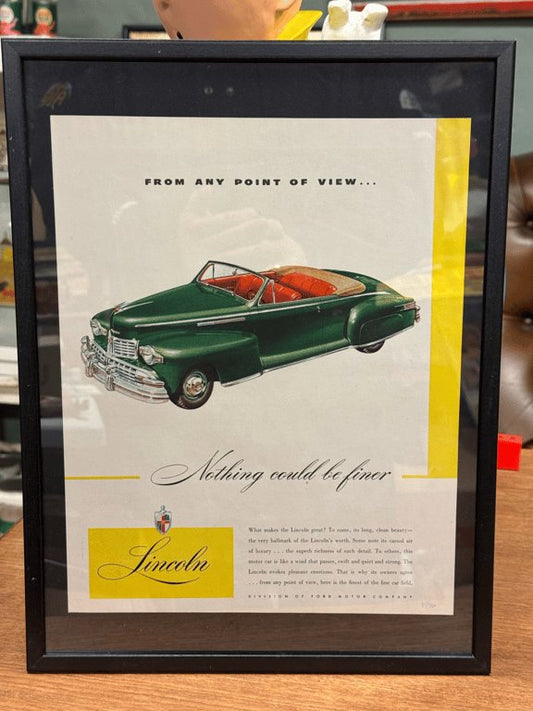 FROM ANY POINT OF VIEW...
Nothing could be finer
Lincoln
What makes the Lincoln great? To some, its long, clean beauty—
the very hallmark of the Lincoln's worth. Some note its casual air
of luxury . . . the superb richness of each detail. To others, this
motor car is like a wind that passes, swift and quiet and strong. The
Lincoln evokes pleasant emotions. That is why its owners agree
. . . from any point of view, here is the finest of the fine car field.
DIVISION OF FORD MOTOR COMPANY